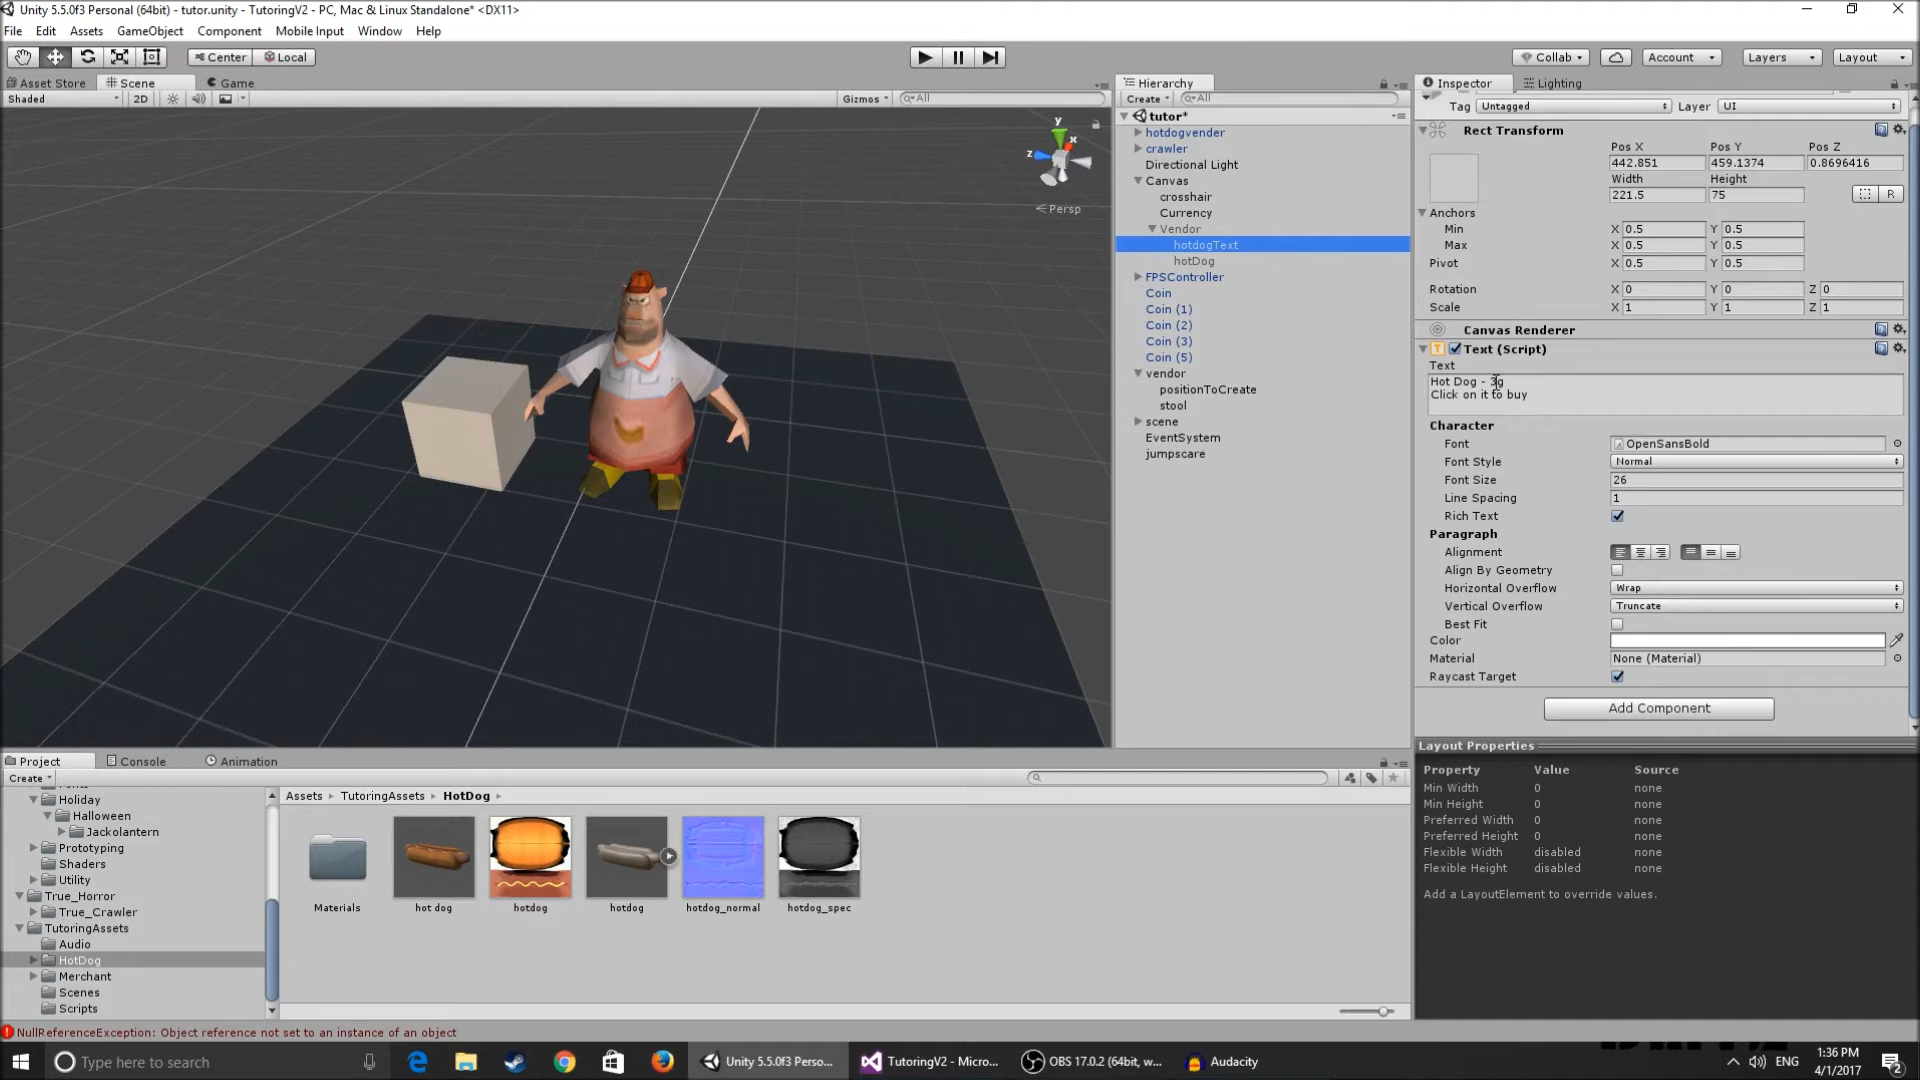 Unity 5.5.0f3 Personal (64bit) - tutor.unity - TutoringV2 - PC, Mac & Linux Standalone* <DX11>
File Edit Assets GameObject Component Mobile Input Window Help
Center Local Collab Account Layers Layout
Asset Store Scene Game
Shaded 2D Gizmos All
y
x
z
Persp
Hierarchy
Create All
tutor*
hotdogvender
crawler
Directional Light
Canvas
crosshair
Currency
Vendor
hotdogText
hotDog
FPSController
Coin
Coin (1)
Coin (2)
Coin (3)
Coin (5)
vendor
positionToCreate
stool
scene
EventSystem
jumpscare
Inspector Lighting
Tag Untagged Layer UI
Rect Transform
Pos X Pos Y Pos Z
442.851 459.1374 0.8696416
Width Height
221.5 75 R
Anchors
Min X 0.5 Y 0.5
Max X 0.5 Y 0.5
Pivot X 0.5 Y 0.5
Rotation X 0 Y 0 Z 0
Scale X 1 Y 1 Z 1
Canvas Renderer
Text (Script)
Text
Hot Dog - 3g
Click on it to buy
Character
Font OpenSansBold
Font Style Normal
Font Size 26
Line Spacing 1
Rich Text
Paragraph
Alignment
Align By Geometry
Horizontal Overflow Wrap
Vertical Overflow Truncate
Best Fit
Color
Material None (Material)
Raycast Target
Add Component
Layout Properties
Property Value Source
Min Width 0 none
Min Height 0 none
Preferred Width 0 none
Preferred Height 0 none
Flexible Width disabled none
Flexible Height disabled none
Add a LayoutElement to override values.
Project Console Animation
Create
Holiday
Halloween
Jackolantern
Prototyping
Shaders
Utility
True_Horror
True_Crawler
TutoringAssets
Audio
HotDog
Merchant
Scenes
Scripts
Assets TutoringAssets HotDog
Materials hot dog hotdog hotdog hotdog_normal hotdog_spec
NullReferenceException: Object reference not set to an instance of an object
Type here to search
Unity 5.5.0f3 Perso...
TutoringV2 - Micro...
OBS 17.0.2 (64bit, w...
Audacity
ENG
1:36 PM
4/1/2017
2